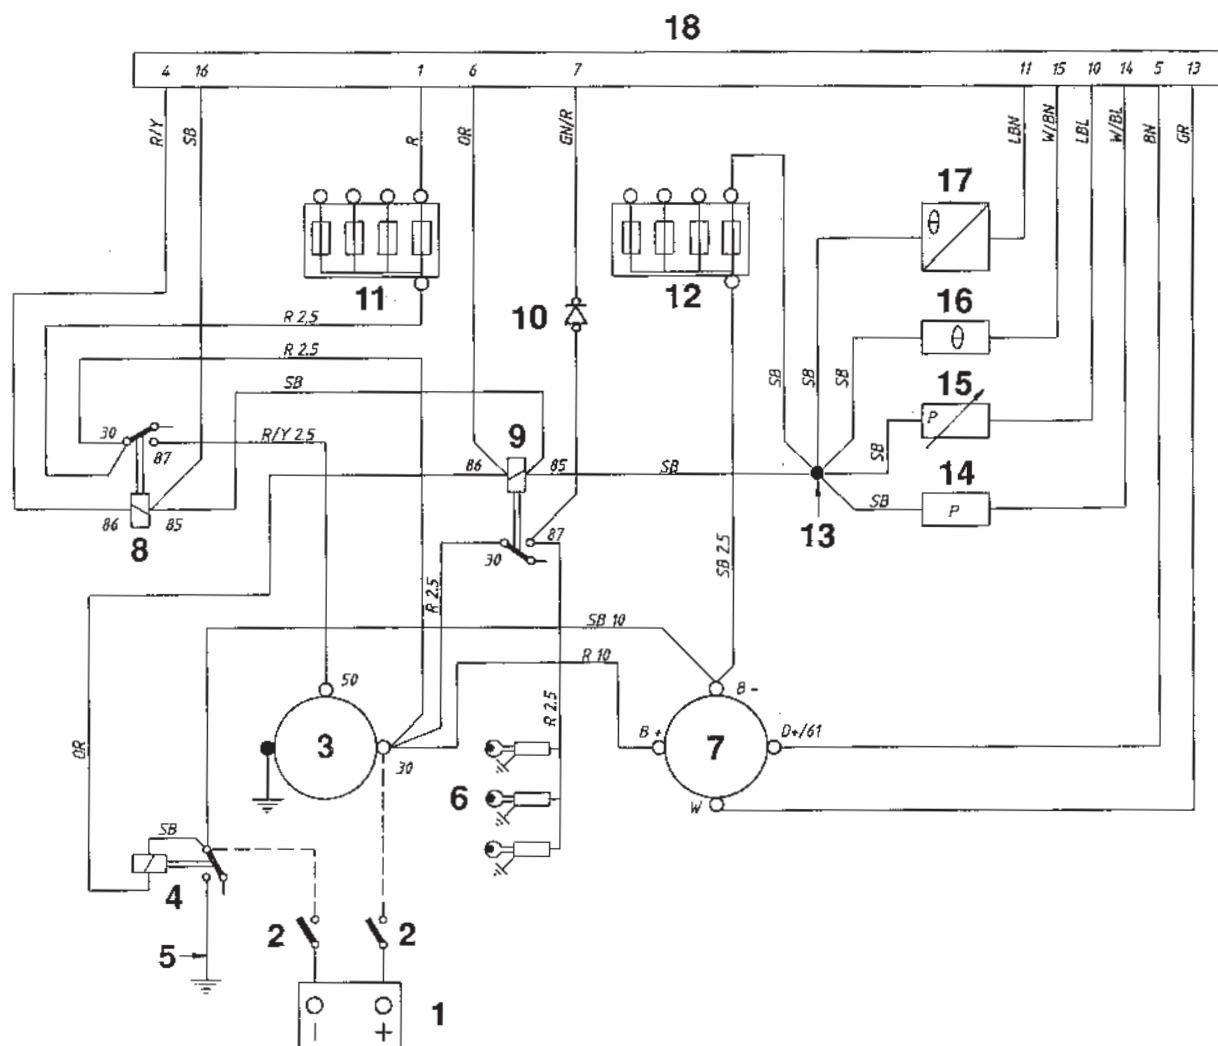 18
4 16 1 6 7 11 15 10 14 5 13
R/Y SB R OR GN/R LBN W/BN LBL W/BL BN GR
17
θ
11 12
10
16
θ
R 2.5
R 2.5
SB
SB SB SB
15
P
30 87 R/Y 2.5
9
86 85 SB
SB
14
P
SB
86 85
8
13
87
30
R 2.5
SB 2.5
SB 10
R 10
50
B -
3
30
R 2.5
B + 7 D+/61
W
OR
6
SB
4
2 2
5
1
- +